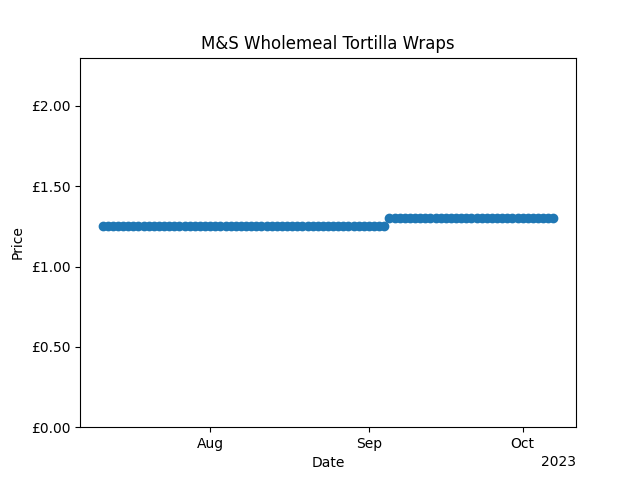 M&S Wholemeal Tortilla Wraps
£2.00
£1.50
£1.00
£0.50
£0.00
Price
Aug Sep Oct
Date
2023